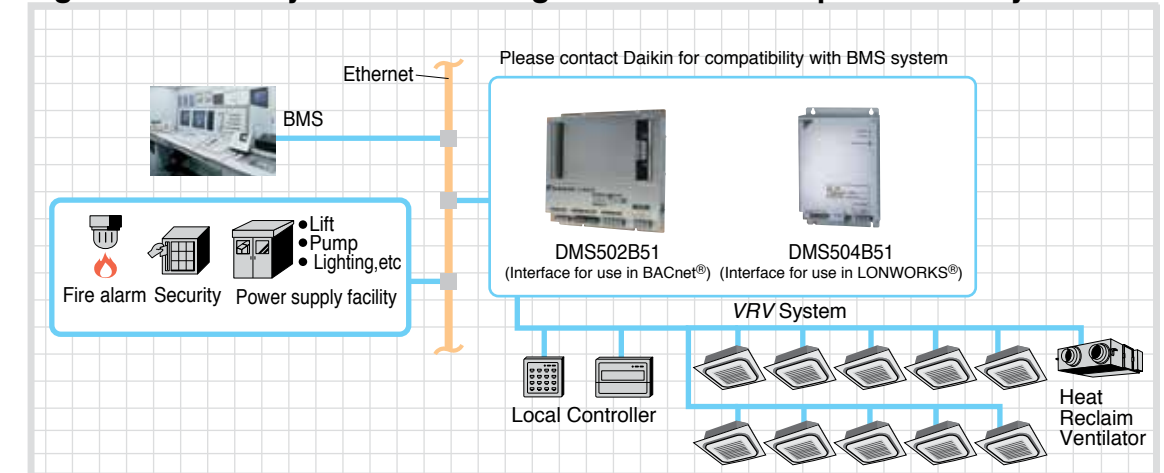 Please contact Daikin for compatibility with BMS system
Ethernet
BMS
DMS502B51
(Interface for use in BACnet®)
DMS504B51
(Interface for use in LONWORKS®)
•Lift
•Pump
• Lighting,etc
Fire alarm
Security
Power supply facility
VRV System
Local Controller
Heat
Reclaim
Ventilator